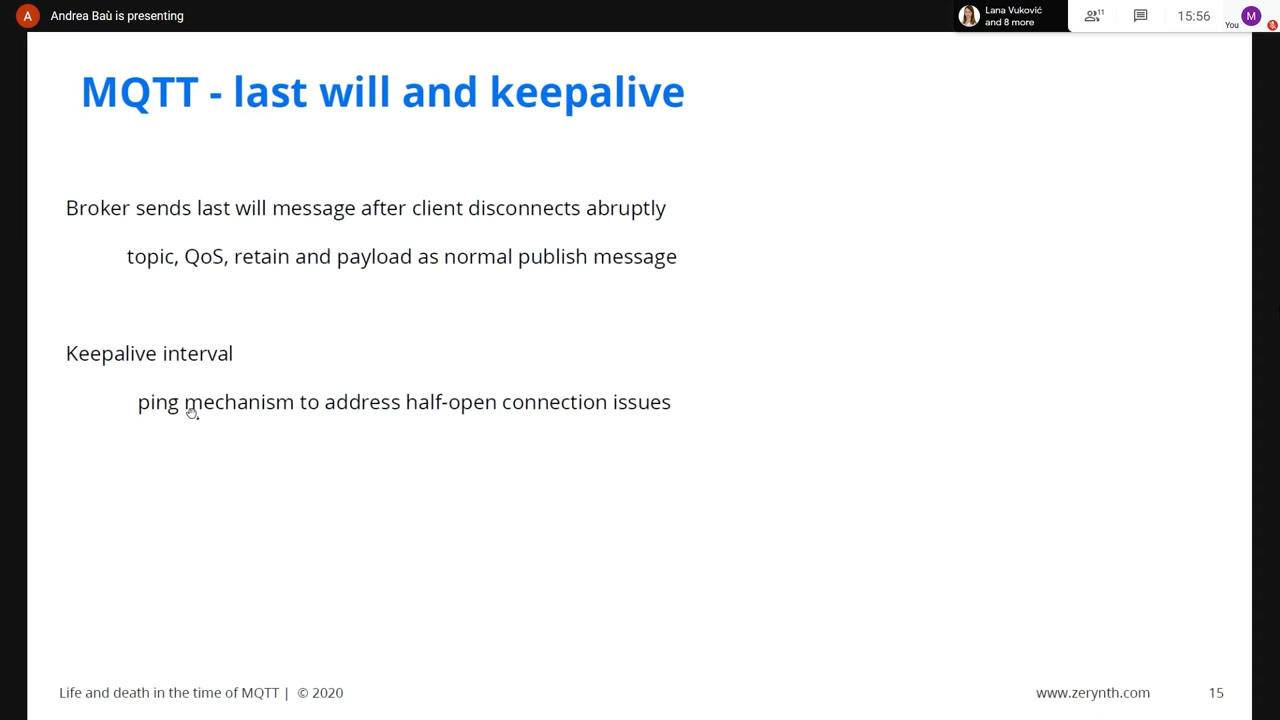 A Andrea Baù is presenting
Lana Vuković
and 8 more
11
15:56
You
M
MQTT - last will and keepalive
Broker sends last will message after client disconnects abruptly
topic, QoS, retain and payload as normal publish message
Keepalive interval
ping mechanism to address half-open connection issues
Life and death in the time of MQTT | © 2020
www.zerynth.com
15